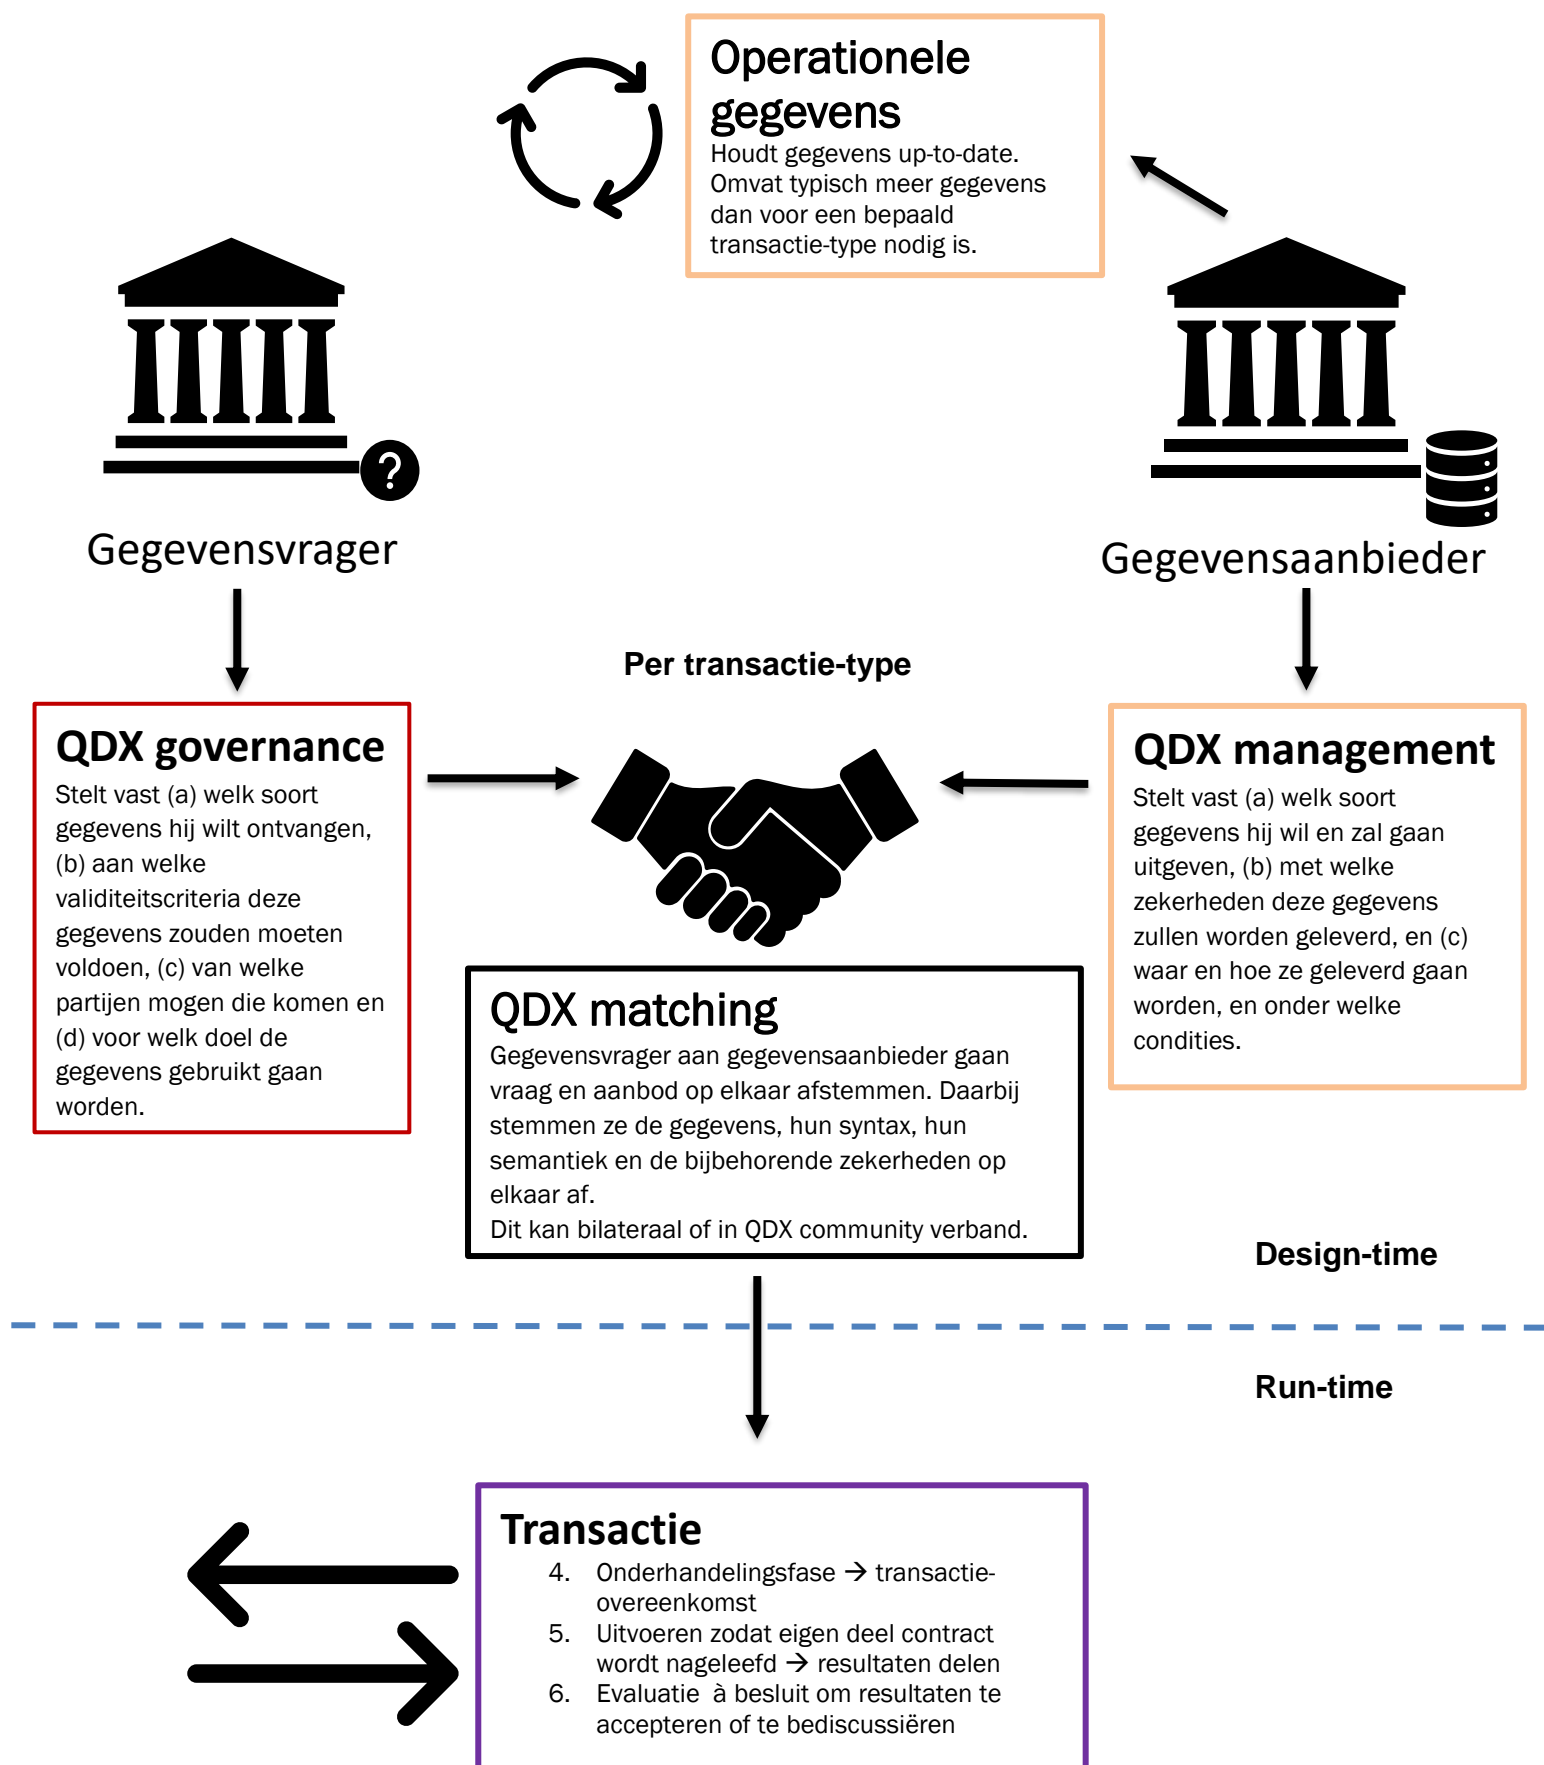 Operationele
gegevens
Houdt gegevens up-to-date.
Omvat typisch meer gegevens
dan voor een bepaald
transactie-type nodig is.
?
Gegevensvrager
Gegevensaanbieder
Per transactie-type
QDX governance
Stelt vast (a) welk soort
gegevens hij wilt ontvangen,
(b) aan welke
validiteitscriteria deze
gegevens zouden moeten
voldoen, (c) van welke
partijen mogen die komen en
(d) voor welk doel de
gegevens gebruikt gaan
worden.
QDX management
Stelt vast (a) welk soort
gegevens hij wil en zal gaan
uitgeven, (b) met welke
zekerheden deze gegevens
zullen worden geleverd, en (c)
waar en hoe ze geleverd gaan
worden, en onder welke
condities.
QDX matching
Gegevensvrager aan gegevensaanbieder gaan
vraag en aanbod op elkaar afstemmen. Daarbij
stemmen ze de gegevens, hun syntax, hun
semantiek en de bijbehorende zekerheden op
elkaar af.
Dit kan bilateraal of in QDX community verband.
Design-time
Run-time
Transactie
4. Onderhandelingsfase → transactie-
overeenkomst
5. Uitvoeren zodat eigen deel contract
wordt nageleefd → resultaten delen
6. Evaluatie à besluit om resultaten te
accepteren of te bediscussiëren